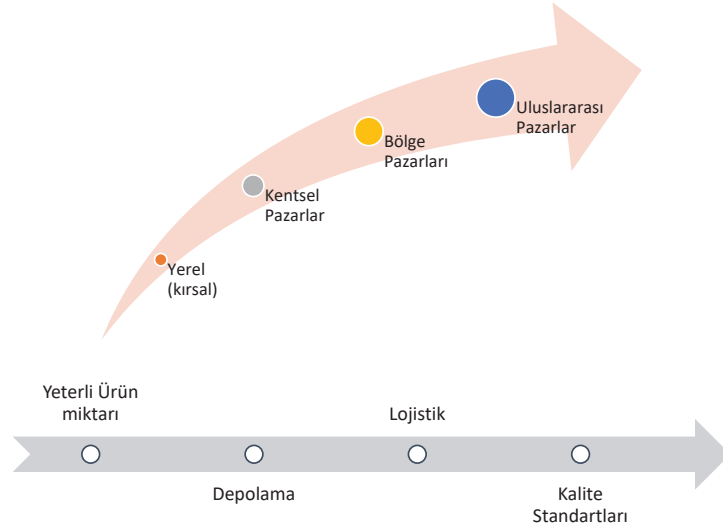 Uluslararası
Pazarlar
Bölge
Pazarları
Kentsel
Pazarlar
Yerel
(kırsal)
Yeterli Ürün
miktarı
Lojistik
Depolama
Kalite
Standartları